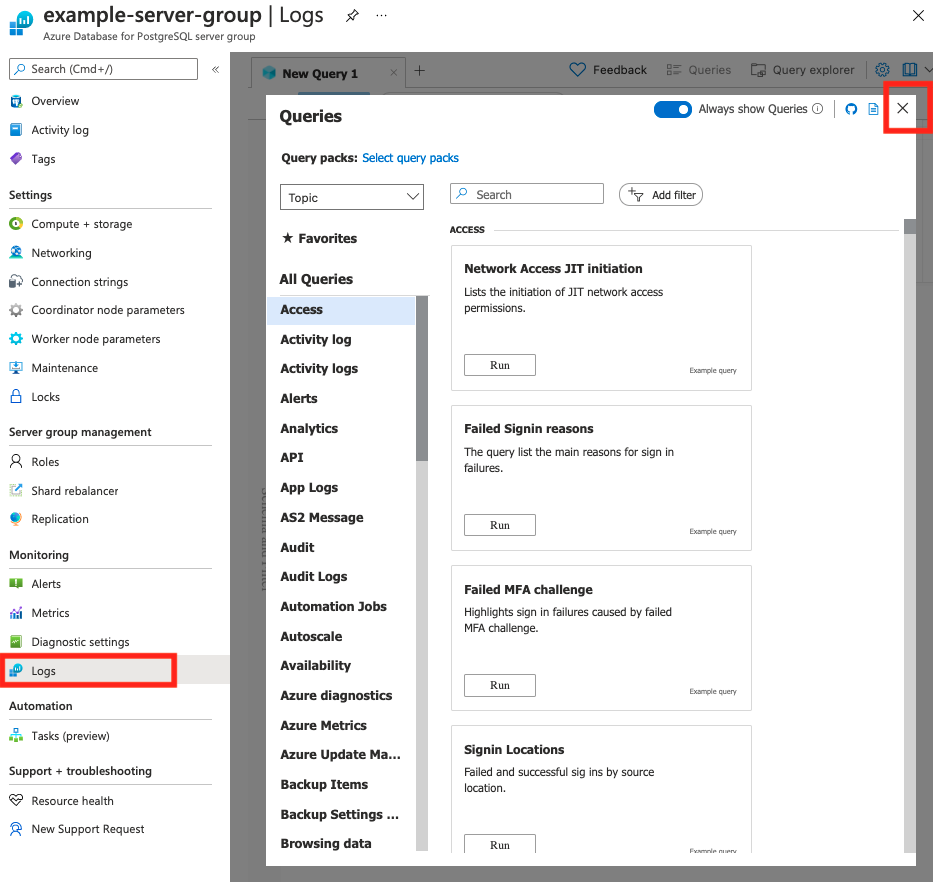 example-server-group | Logs
Azure Database for PostgreSQL server group
Search (Cmd+/)
Overview
Activity log
Tags
Settings
Compute + storage
Networking
Connection strings
Coordinator node parameters
Worker node parameters
Maintenance
Locks
Server group management
Roles
Shard rebalancer
Replication
Monitoring
Alerts
Metrics
Diagnostic settings
Logs
Automation
Tasks (preview)
Support + troubleshooting
Resource health
New Support Request
New Query 1
Feedback
Queries
Query explorer
Queries
Always show Queries
Query packs: Select query packs
Topic
Search
Add filter
★ Favorites
All Queries
Access
Activity log
Activity logs
Alerts
Analytics
API
App Logs
AS2 Message
Audit
Audit Logs
Automation Jobs
Autoscale
Availability
Azure diagnostics
Azure Metrics
Azure Update Ma...
Backup Items
Backup Settings ...
Browsing data
ACCESS
Network Access JIT initiation
Lists the initiation of JIT network access
permissions.
Run
Example query
Failed Signin reasons
The query list the main reasons for sign in
failures.
Run
Example query
Failed MFA challenge
Highlights sign in failures caused by failed
MFA challenge.
Run
Example query
Signin Locations
Failed and successful sig ins by source
location.
Run
Example query